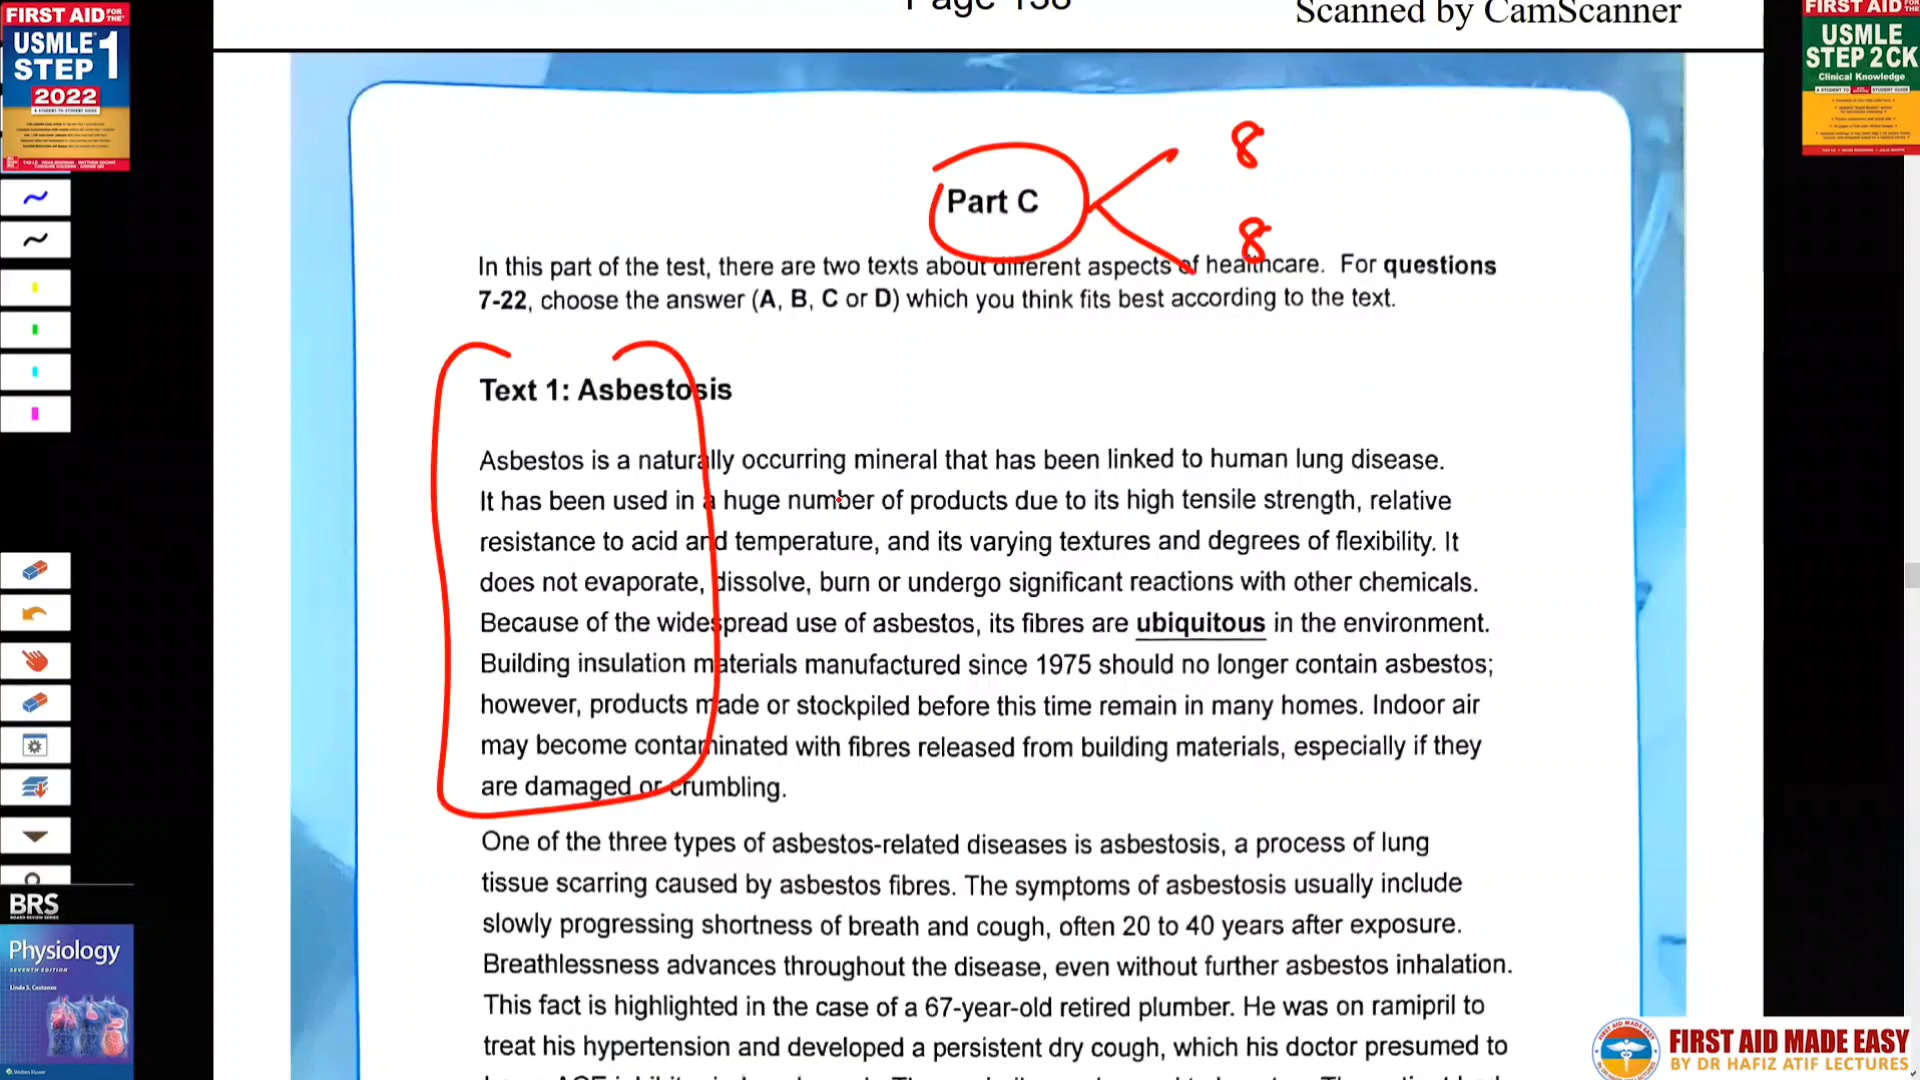 Scanned by CamScanner
FIRST AID FOR THE
USMLE
STEP 1
2022
FIRST AID FOR THE
USMLE
STEP 2 CK
Clinical Knowledge
8
Part C
8
In this part of the test, there are two texts about different aspects of healthcare. For questions
7-22, choose the answer (A, B, C or D) which you think fits best according to the text.
Text 1: Asbestosis
Asbestos is a naturally occurring mineral that has been linked to human lung disease.
It has been used in a huge number of products due to its high tensile strength, relative
resistance to acid and temperature, and its varying textures and degrees of flexibility. It
does not evaporate, dissolve, burn or undergo significant reactions with other chemicals.
Because of the widespread use of asbestos, its fibres are ubiquitous in the environment.
Building insulation materials manufactured since 1975 should no longer contain asbestos;
however, products made or stockpiled before this time remain in many homes. Indoor air
may become contaminated with fibres released from building materials, especially if they
are damaged or crumbling.
One of the three types of asbestos-related diseases is asbestosis, a process of lung
tissue scarring caused by asbestos fibres. The symptoms of asbestosis usually include
slowly progressing shortness of breath and cough, often 20 to 40 years after exposure.
Breathlessness advances throughout the disease, even without further asbestos inhalation.
This fact is highlighted in the case of a 67-year-old retired plumber. He was on ramipril to
treat his hypertension and developed a persistent dry cough, which his doctor presumed to
BRS
Physiology
SEVENTH EDITION
Linda S. Costanzo
FIRST AID MADE EASY
BY DR HAFIZ ATIF LECTURES